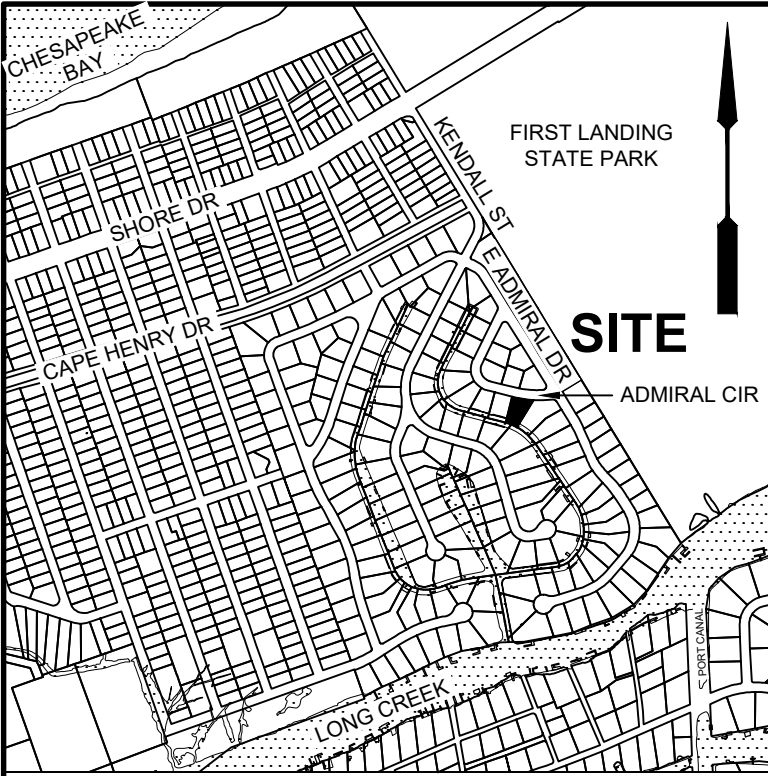 CHESAPEAKE
BAY
FIRST LANDING
STATE PARK
KENDALL ST
SHORE DR
E ADMIRAL DR
SITE
CAPE HENRY DR
ADMIRAL CIR
PORT CANAL
LONG CREEK